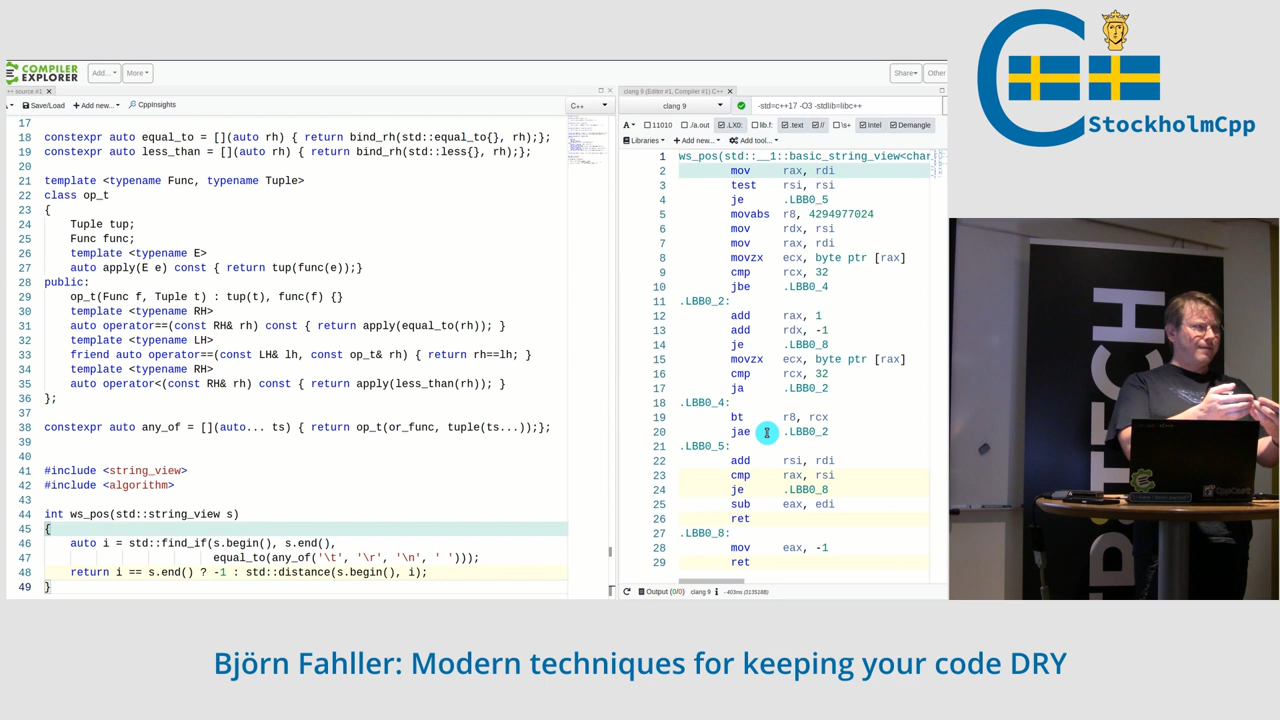 COMPILER
EXPLORER
Add...
More
Share
Other
++ source #1
Save/Load
Add new...
CppInsights
C++
17
18 constexpr auto equal_to = [](auto rh) { return bind_rh(std::equal_to{}, rh);};
19 constexpr auto less_than = [](auto rh) { return bind_rh(std::less{}, rh);};
20
21 template <typename Func, typename Tuple>
22 class op_t
23 {
24 Tuple tup;
25 Func func;
26 template <typename E>
27 auto apply(E e) const { return tup(func(e));}
28 public:
29 op_t(Func f, Tuple t) : tup(t), func(f) {}
30 template <typename RH>
31 auto operator==(const RH& rh) const { return apply(equal_to(rh)); }
32 template <typename LH>
33 friend auto operator==(const LH& lh, const op_t& rh) { return rh==lh; }
34 template <typename RH>
35 auto operator<(const RH& rh) const { return apply(less_than(rh)); }
36 };
37
38 constexpr auto any_of = [](auto... ts) { return op_t(or_func, tuple(ts...));};
39
40
41 #include <string_view>
42 #include <algorithm>
43
44 int ws_pos(std::string_view s)
45 {
46 auto i = std::find_if(s.begin(), s.end(),
47 equal_to(any_of('\t', '\r', '\n', ' ')));
48 return i == s.end() ? -1 : std::distance(s.begin(), i);
49 }
clang 9 (Editor #1, Compiler #1) C++
clang 9
-std=c++17 -O3 -stdlib=libc++
A
11010
./a.out
.LX0:
lib.f:
.text
//
\s+
Intel
Demangle
Libraries
Add new...
Add tool...
1 ws_pos(std::__1::basic_string_view<char
2 mov rax, rdi
3 test rsi, rsi
4 je .LBB0_5
5 movabs r8, 4294977024
6 mov rdx, rsi
7 mov rax, rdi
8 movzx ecx, byte ptr [rax]
9 cmp rcx, 32
10 jbe .LBB0_4
11 .LBB0_2:
12 add rax, 1
13 add rdx, -1
14 je .LBB0_8
15 movzx ecx, byte ptr [rax]
16 cmp rcx, 32
17 ja .LBB0_2
18 .LBB0_4:
19 bt r8, rcx
20 jae .LBB0_2
21 .LBB0_5:
22 add rsi, rdi
23 cmp rax, rsi
24 je .LBB0_8
25 sub eax, edi
26 ret
27 .LBB0_8:
28 mov eax, -1
29 ret
Output (0/0)
clang 9
- 403ms (313518B)
StockholmCpp
Björn Fahller: Modern techniques for keeping your code DRY